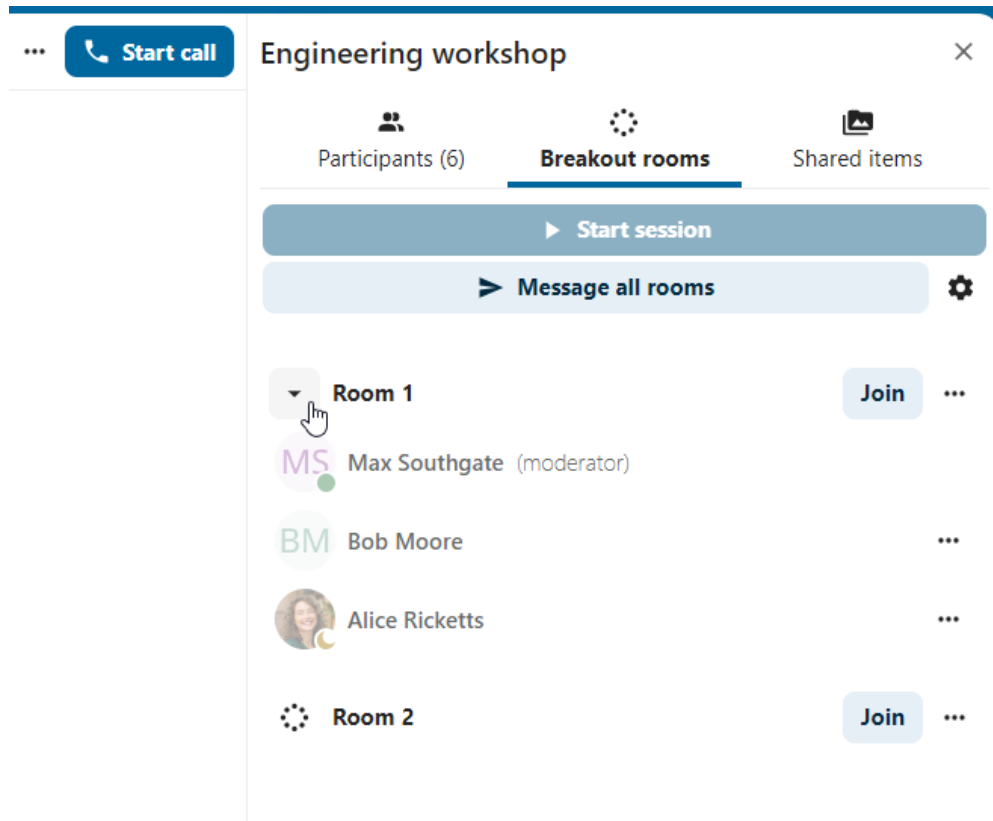 Start call
Engineering workshop
Participants (6)
Breakout rooms
Shared items
Start session
Message all rooms
Room 1
Join
MS
Max Southgate (moderator)
BM
Bob Moore
Alice Ricketts
Room 2
Join